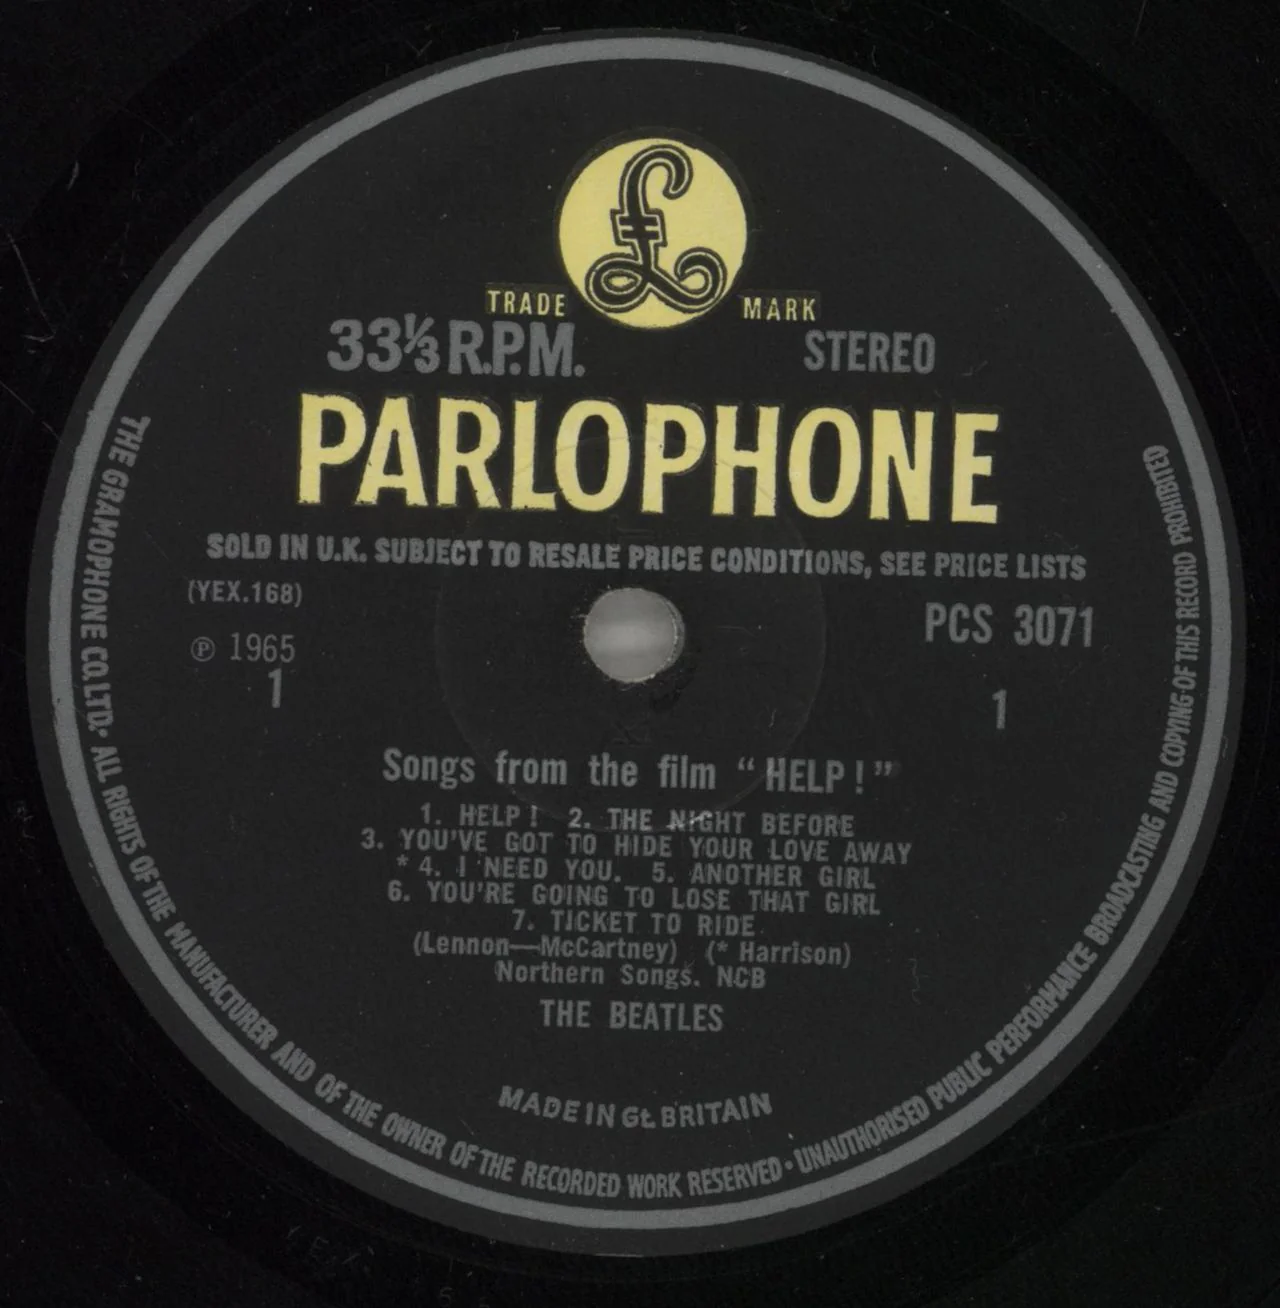 TRADE MARK
33⅓ R.P.M. STEREO
PARLOPHONE
SOLD IN U.K. SUBJECT TO RESALE PRICE CONDITIONS, SEE PRICE LISTS
(YEX.168)
PCS 3071
℗ 1965
1
1
Songs from the film “HELP!”
1. HELP! 2. THE NIGHT BEFORE
3. YOU'VE GOT TO HIDE YOUR LOVE AWAY
* 4. I NEED YOU. 5. ANOTHER GIRL
6. YOU'RE GOING TO LOSE THAT GIRL
7. TICKET TO RIDE
(Lennon—McCartney) (* Harrison)
Northern Songs. NCB
THE BEATLES
MADE IN Gt. BRITAIN
THE GRAMOPHONE CO. LTD. · ALL RIGHTS OF THE MANUFACTURER AND OF THE OWNER OF THE RECORDED WORK RESERVED · UNAUTHORISED PUBLIC PERFORMANCE BROADCASTING AND COPYING OF THIS RECORD PROHIBITED